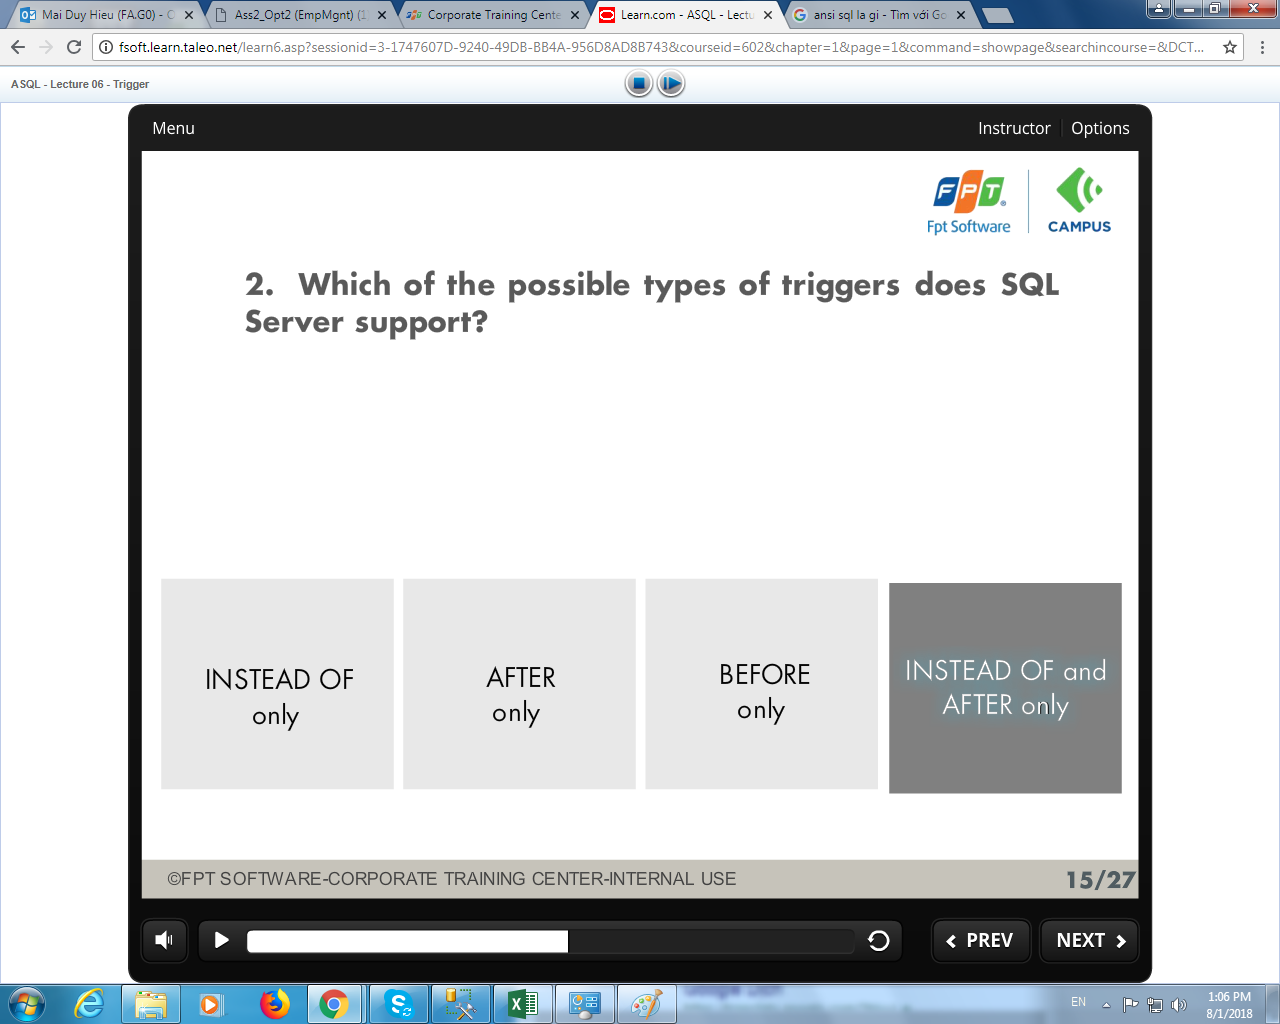 Mai Duy Hieu (FA.G0) - O
Ass2_Opt2 (EmpMgnt) (1)
Corporate Training Cente
Learn.com - ASQL - Lectu
ansi sql la gi - Tìm với Go
fsoft.learn.taleo.net/learn6.asp?sessionid=3-1747607D-9240-49DB-BB4A-956D8AD8B743&courseid=602&chapter=1&page=1&command=showpage&searchincourse=&DCT...
ASQL - Lecture 06 - Trigger
Menu
Instructor
Options
FPT
Fpt Software
CAMPUS
2. Which of the possible types of triggers does SQL
Server support?
INSTEAD OF
only
AFTER
only
BEFORE
only
INSTEAD OF and
AFTER only
©FPT SOFTWARE-CORPORATE TRAINING CENTER-INTERNAL USE
15/27
PREV
NEXT
EN
1:06 PM
8/1/2018